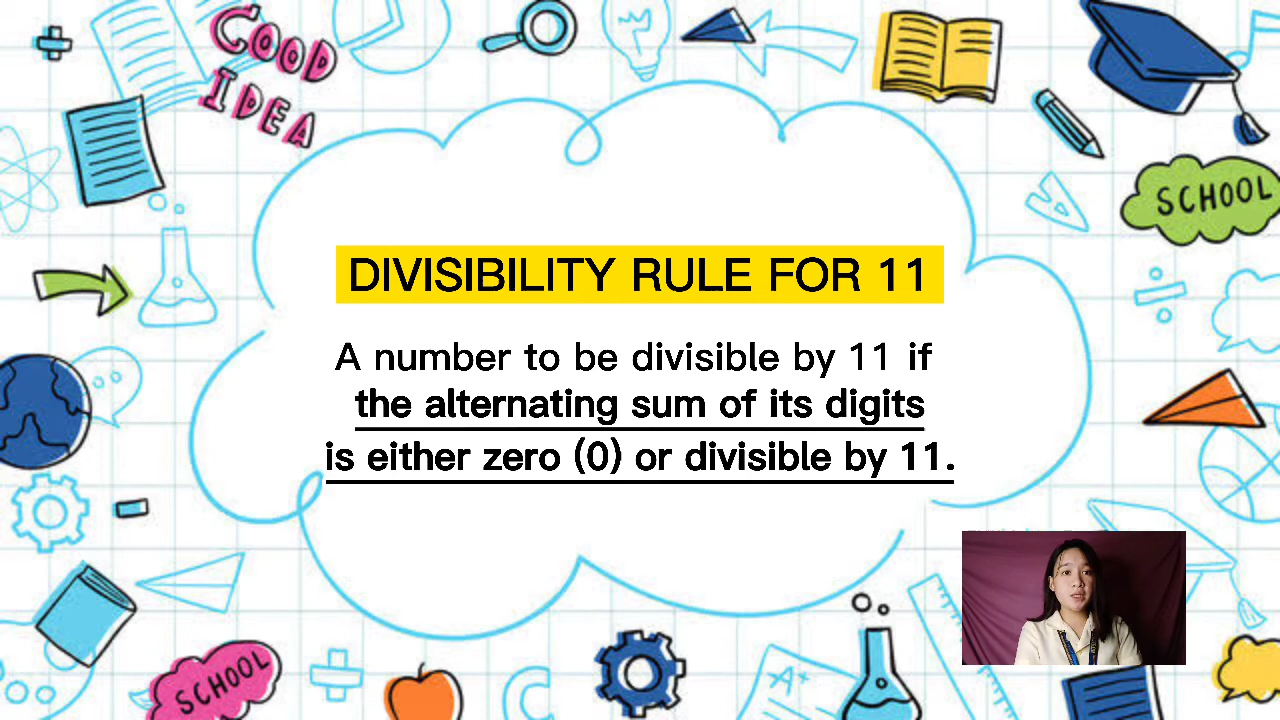 GOOD
IDEA
SCHOOL
DIVISIBILITY RULE FOR 11
A number to be divisible by 11 if
the alternating sum of its digits
is either zero (0) or divisible by 11.
SCHOOL
A+